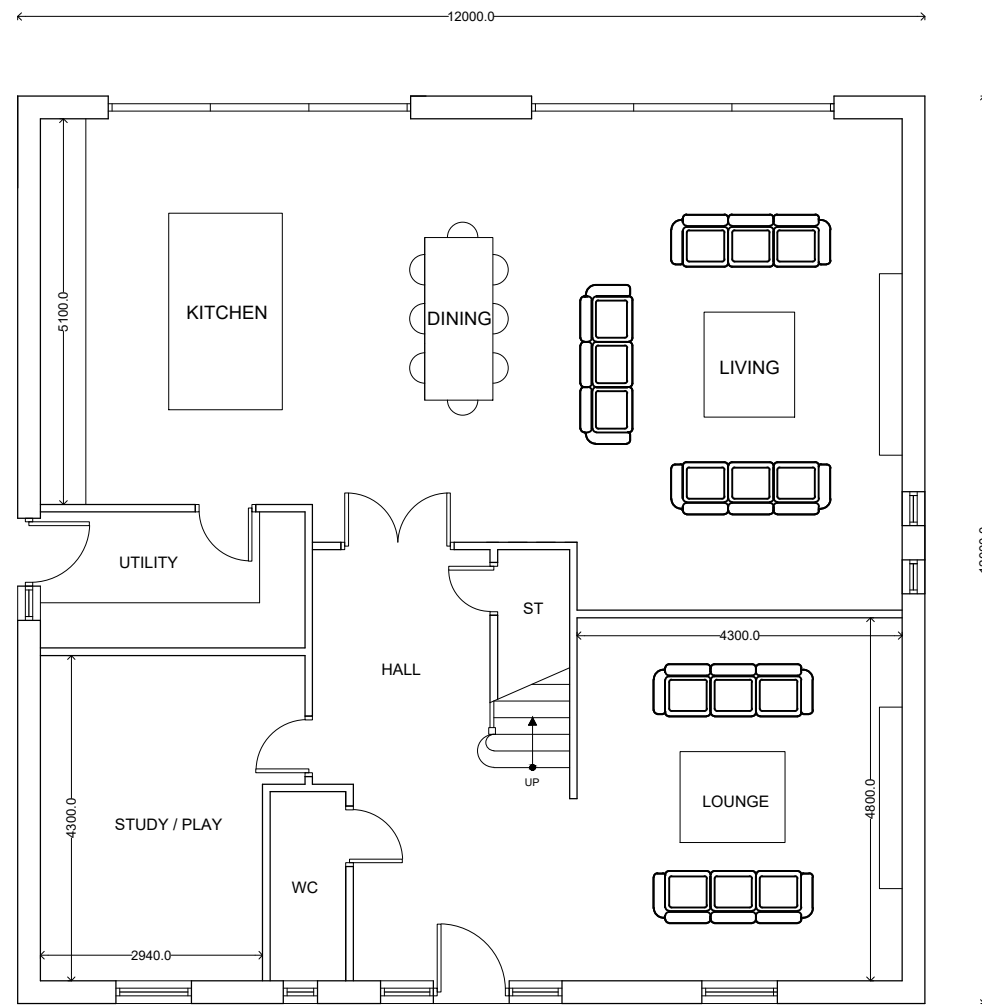 12000.0
5100.0
KITCHEN
DINING
LIVING
UTILITY
ST
4300.0
HALL
UP
4300.0
STUDY / PLAY
LOUNGE
4800.0
WC
2940.0